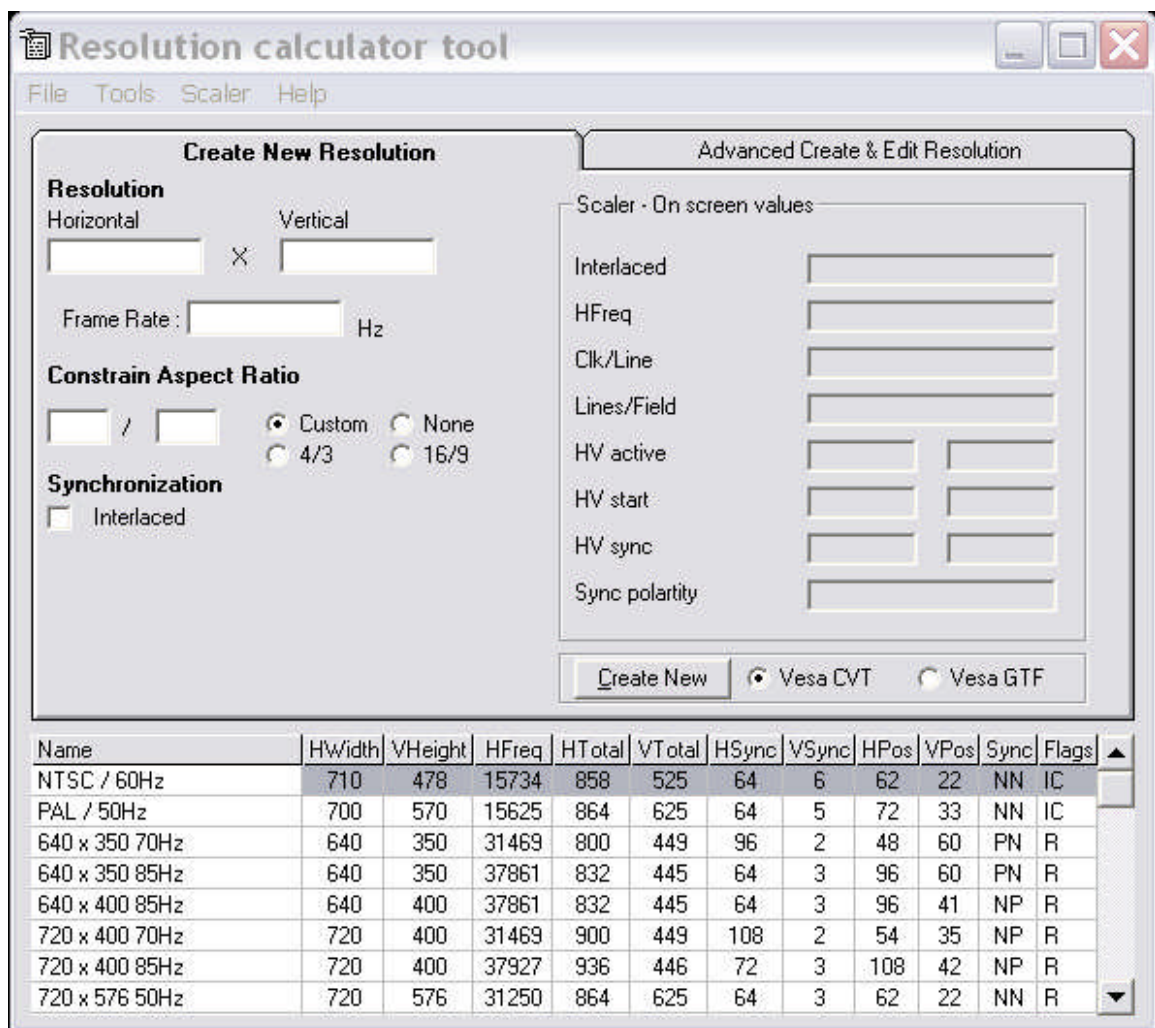 Resolution calculator tool
File Tools Scaler Help
Create New Resolution
Advanced Create & Edit Resolution
Resolution
Horizontal Vertical
X
Frame Rate : Hz
Constrain Aspect Ratio
/ Custom None
4/3 16/9
Synchronization
Interlaced
Scaler - On screen values
Interlaced
HFreq
Clk/Line
Lines/Field
HV active
HV start
HV sync
Sync polartity
Create New Vesa CVT Vesa GTF
Name HWidth VHeight HFreq HTotal VTotal HSync VSync HPos VPos Sync Flags
NTSC / 60Hz 710 478 15734 858 525 64 6 62 22 NN IC
PAL / 50Hz 700 570 15625 864 625 64 5 72 33 NN IC
640 x 350 70Hz 640 350 31469 800 449 96 2 48 60 PN R
640 x 350 85Hz 640 350 37861 832 445 64 3 96 60 PN R
640 x 400 85Hz 640 400 37861 832 445 64 3 96 41 NP R
720 x 400 70Hz 720 400 31469 900 449 108 2 54 35 NP R
720 x 400 85Hz 720 400 37927 936 446 72 3 108 42 NP R
720 x 576 50Hz 720 576 31250 864 625 64 3 62 22 NN R